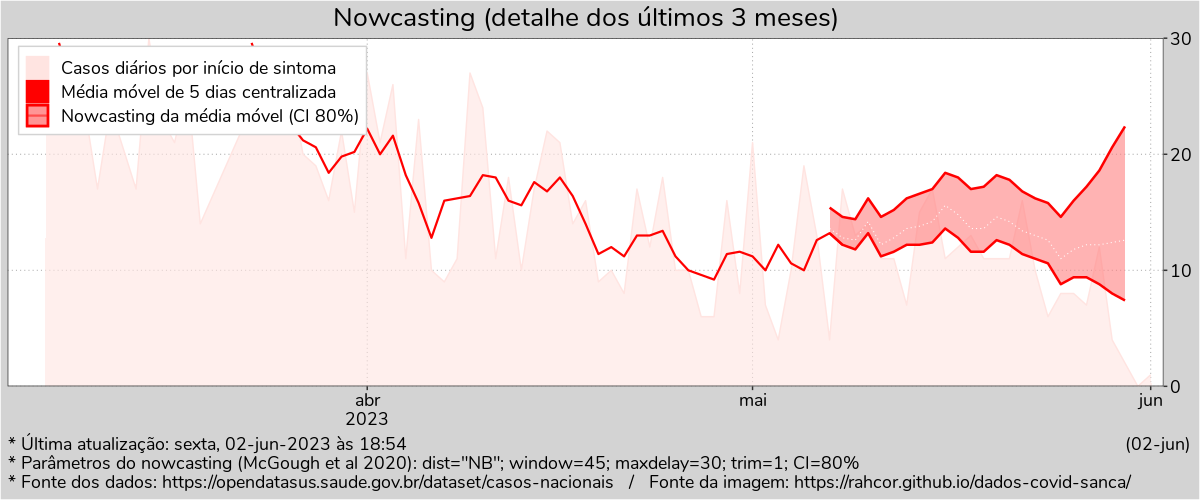 Nowcasting (detalhe dos últimos 3 meses)
Casos diários por início de sintoma
Média móvel de 5 dias centralizada
Nowcasting da média móvel (CI 80%)
30
20
10
0
abr
2023
mai
jun
* Última atualização: sexta, 02-jun-2023 às 18:54
(02-jun)
* Parâmetros do nowcasting (McGough et al 2020): dist="NB"; window=45; maxdelay=30; trim=1; CI=80%
* Fonte dos dados: https://opendatasus.saude.gov.br/dataset/casos-nacionais / Fonte da imagem: https://rahcor.github.io/dados-covid-sanca/